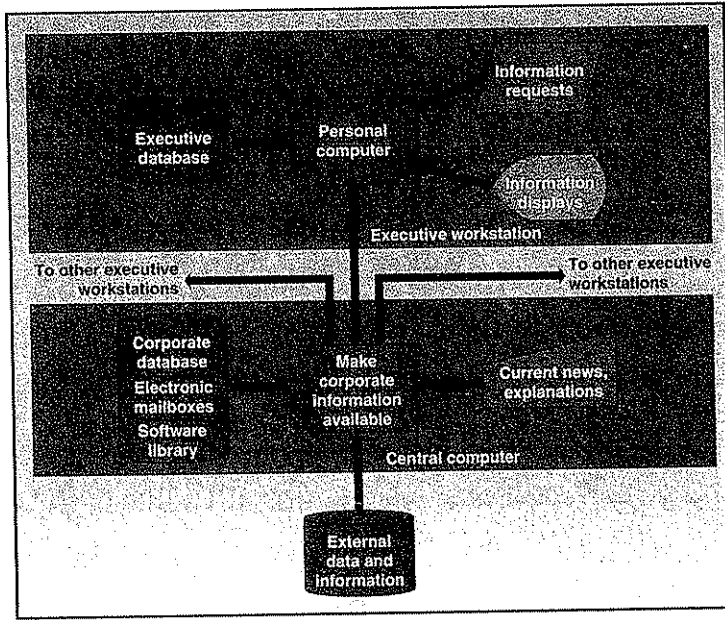 Information
requests
Executive
database
Personal
computer
Information
displays
Executive workstation
To other executive
workstations
To other executive
workstations
Corporate
database
Electronic
mailboxes
Software
library
Make
corporate
information
available
Current news,
explanations
Central computer
External
data and
information